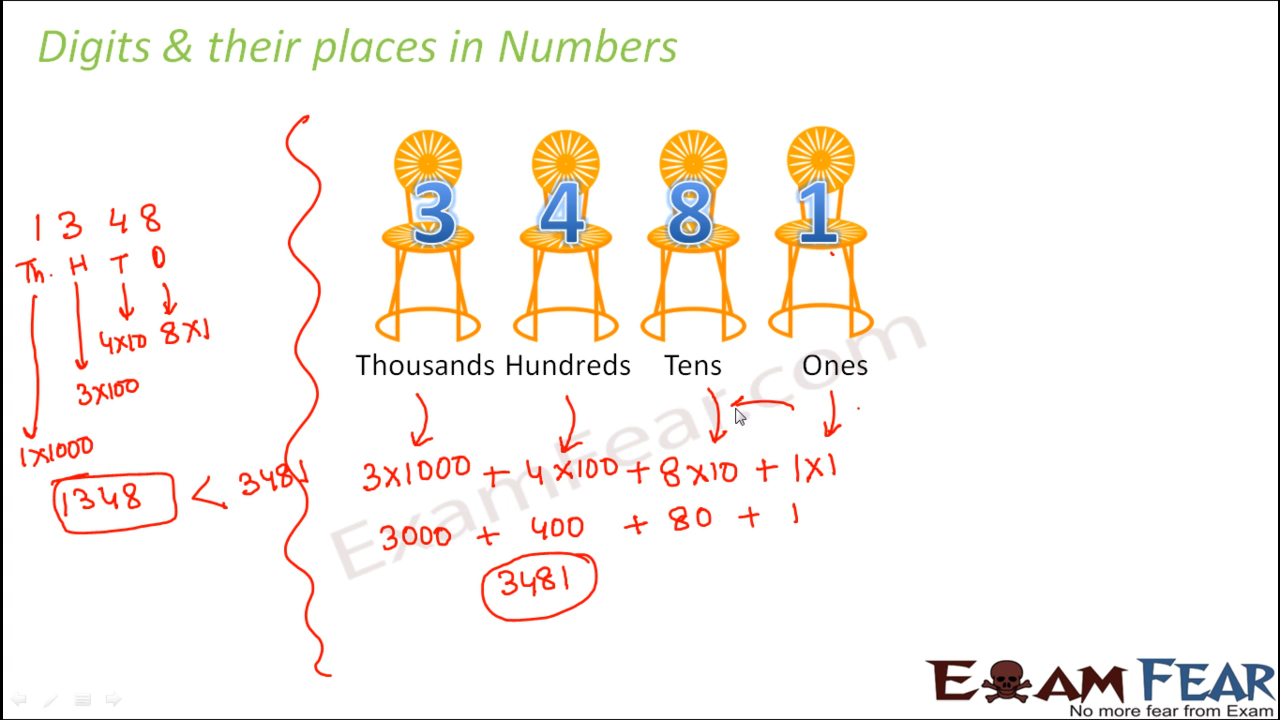 Digits & their places in Numbers
1 3 4 8
Th. H T O
4x10 8x1
3x100
1x1000
1348 < 3481
3 4 8 1
Thousands Hundreds Tens Ones
3x1000 + 4x100 + 8x10 + 1x1
3000 + 400 + 80 + 1
3481
ExamFear.com
EXAM FEAR
No more fear from Exam